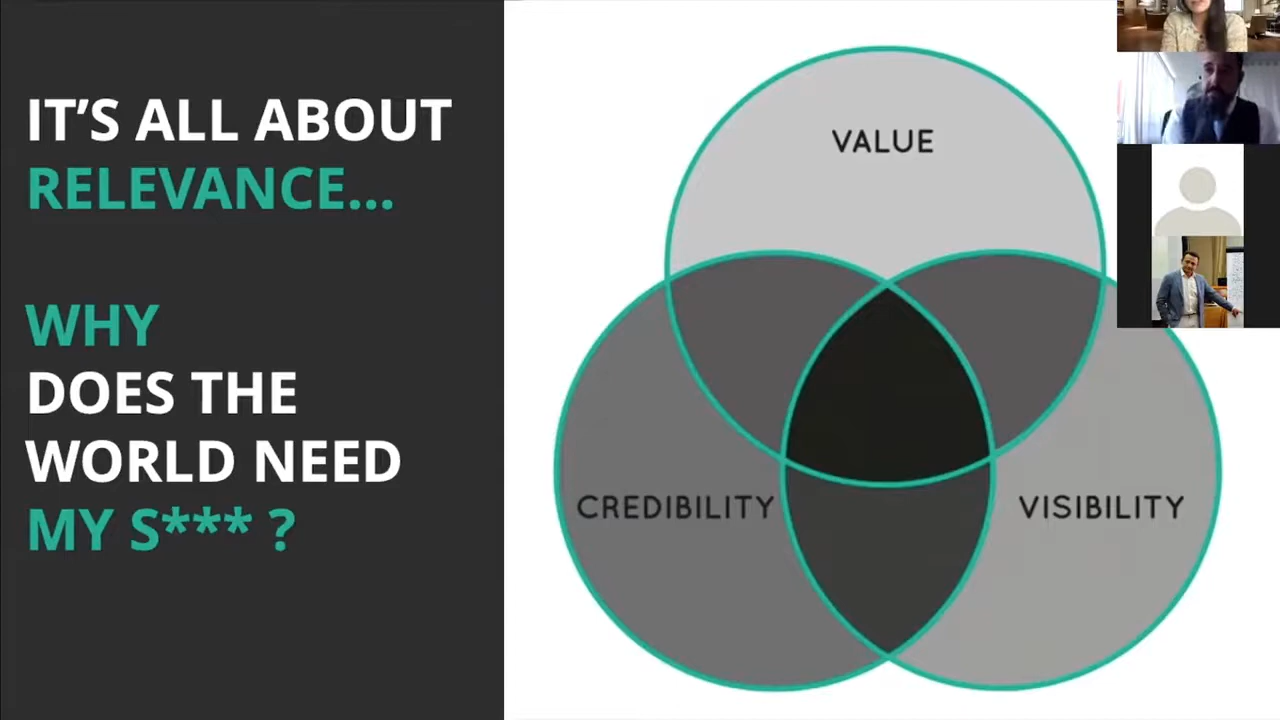 IT’S ALL ABOUT
RELEVANCE...
WHY
DOES THE
WORLD NEED
MY S*** ?
VALUE
CREDIBILITY
VISIBILITY